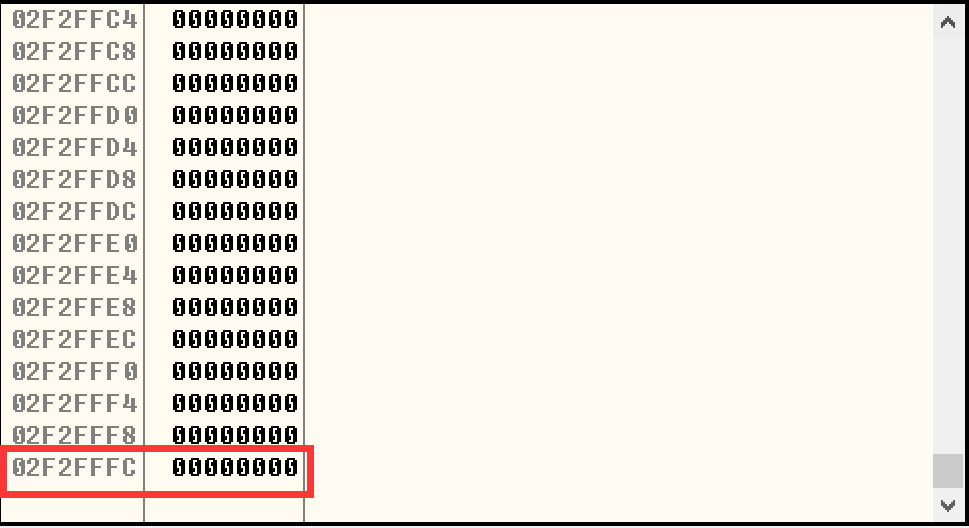 02F2FFC4 00000000
02F2FFC8 00000000
02F2FFCC 00000000
02F2FFD0 00000000
02F2FFD4 00000000
02F2FFD8 00000000
02F2FFDC 00000000
02F2FFE0 00000000
02F2FFE4 00000000
02F2FFE8 00000000
02F2FFEC 00000000
02F2FFF0 00000000
02F2FFF4 00000000
02F2FFF8 00000000
02F2FFFC 00000000